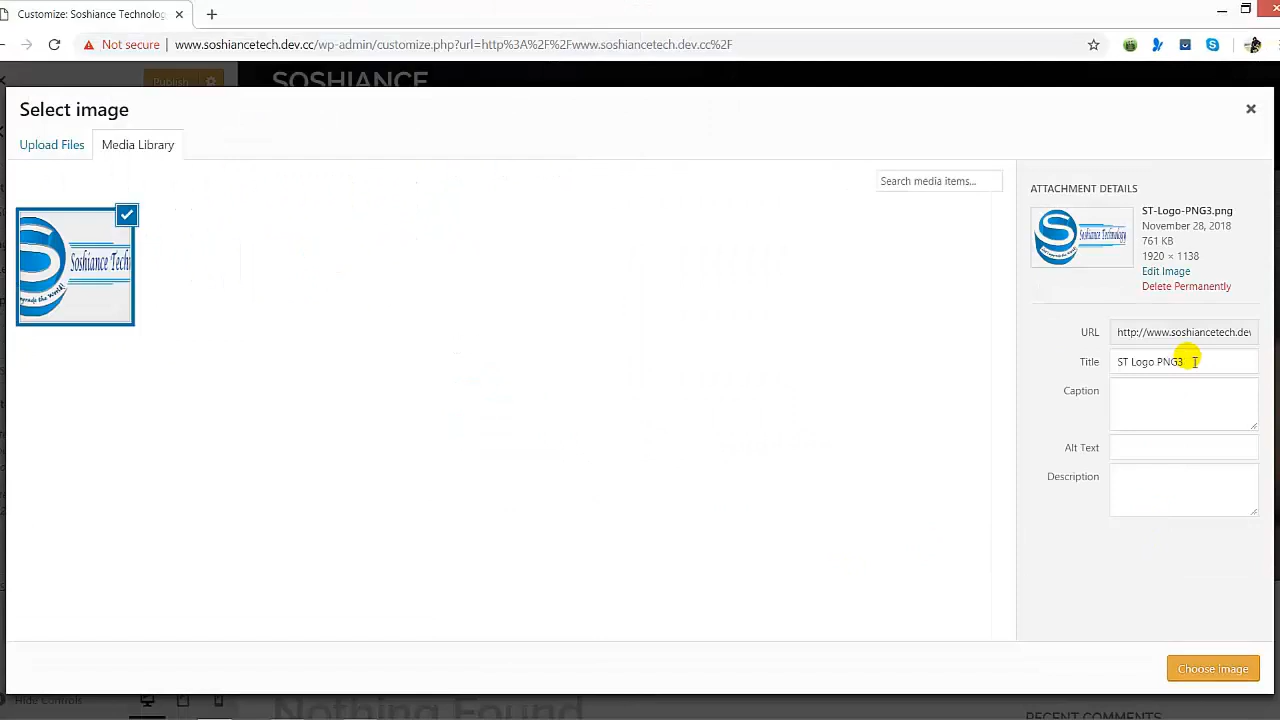 Customize: Soshiance Technolog
Not secure
www.soshiancetech.dev.cc/wp-admin/customize.php?url=http%3A%2F%2Fwww.soshiancetech.dev.cc%2F
Publish
SOSHIANCE
Select image
Upload Files
Media Library
Search media items...
S
Soshiance Techn
ATTACHMENT DETAILS
S
Soshiance Technology
ST-Logo-PNG3.png
November 28, 2018
761 KB
1920 × 1138
Edit Image
Delete Permanently
URL
http://www.soshiancetech.dev
Title
ST Logo PNG3
Caption
Alt Text
Description
Choose Image
Hide Controls
Nothing Found
RECENT COMMENTS